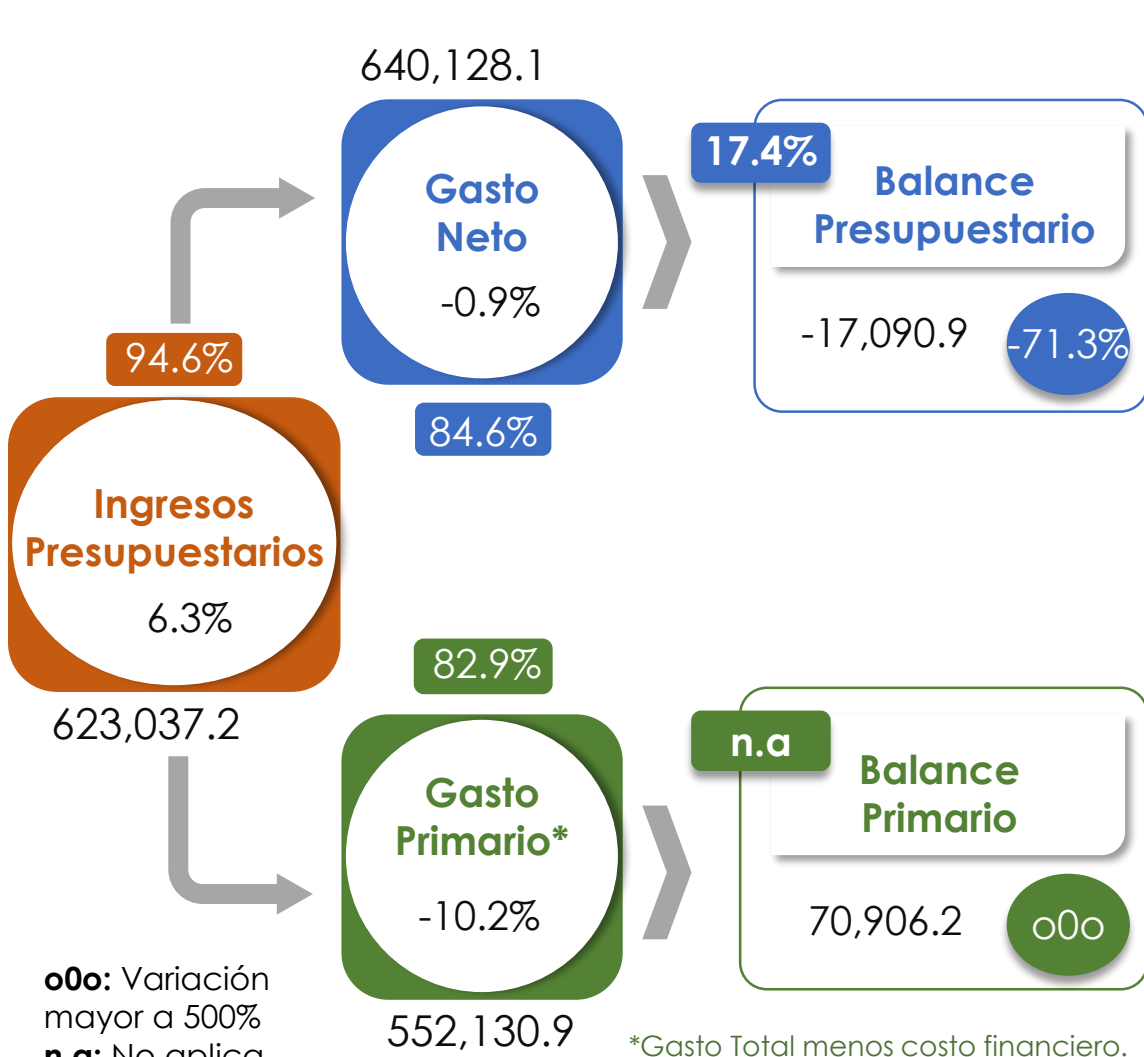 640,128.1
Gasto
Neto
-0.9%
84.6%
17.4%
Balance
Presupuestario
-17,090.9
-71.3%
94.6%
Ingresos
Presupuestarios
6.3%
623,037.2
82.9%
Gasto
Primario*
-10.2%
552,130.9
n.a
Balance
Primario
70,906.2
o0o
o0o: Variación
mayor a 500%
n.a: No aplica
*Gasto Total menos costo financiero.